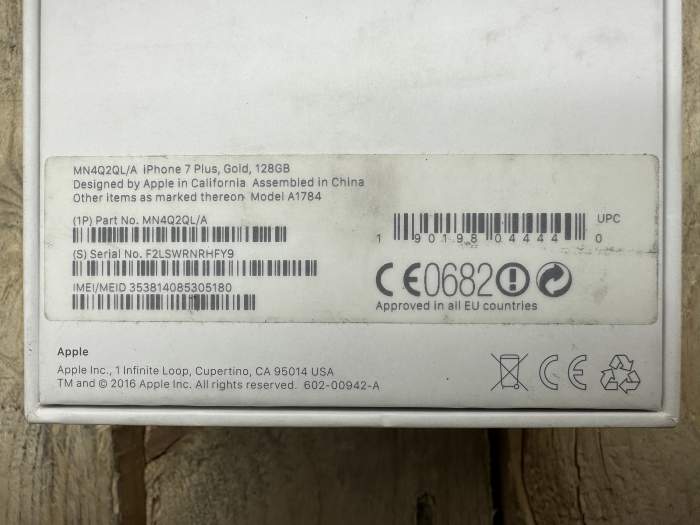 MN4Q2QL/A iPhone 7 Plus, Gold, 128GB
Designed by Apple in California Assembled in China
Other items as marked thereon Model A1784
(1P) Part No. MN4Q2QL/A
(S) Serial No. F2LSWRNRHFY9
IMEI/MEID 353814085305180
UPC
1 90198 04444 0
CE0682
Approved in all EU countries
Apple
Apple Inc., 1 Infinite Loop, Cupertino, CA 95014 USA
TM and © 2016 Apple Inc. All rights reserved. 602-00942-A
CE